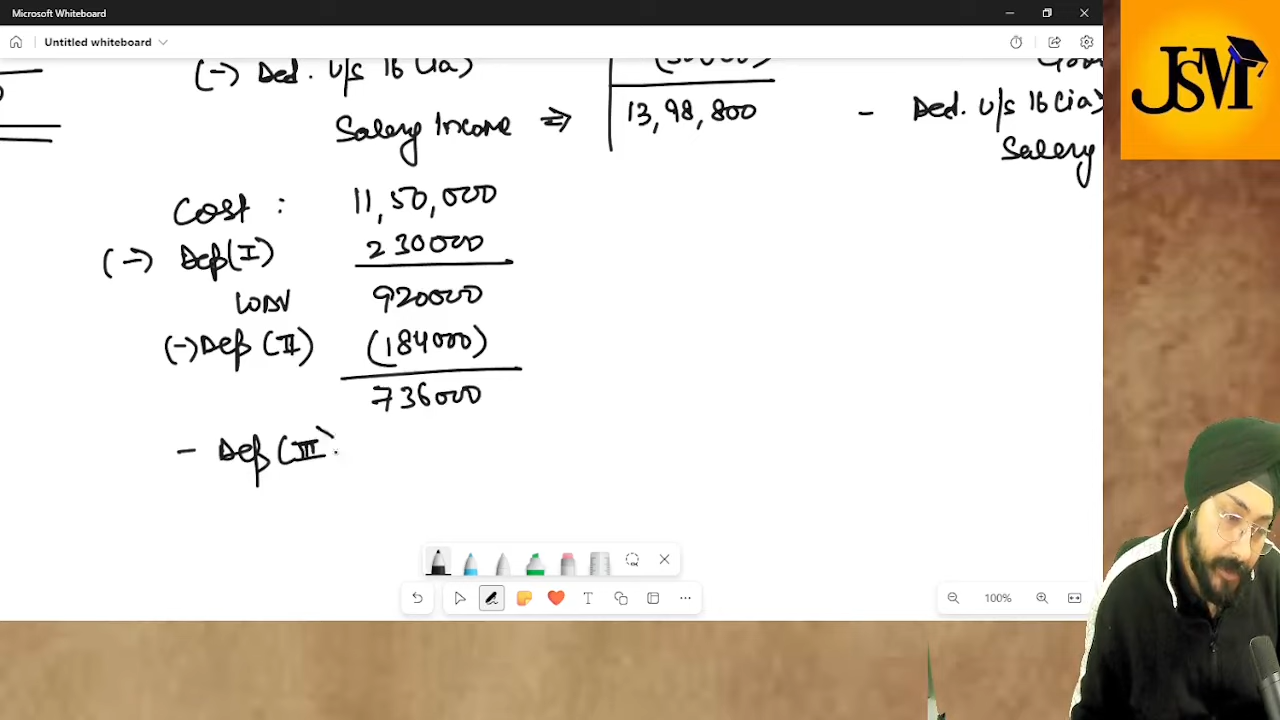 Microsoft Whiteboard
Untitled whiteboard
(-) Ded. u/s 16 (ia)
Salary Income ⇒ 13,98,800
- Ded. u/s 16 (ia)
Salary
Cost : 11,50,000
(-) Dep (I) 230000
WDV 920000
(-) Dep (II) (184000)
736000
- Dep (III)
100%
JSM